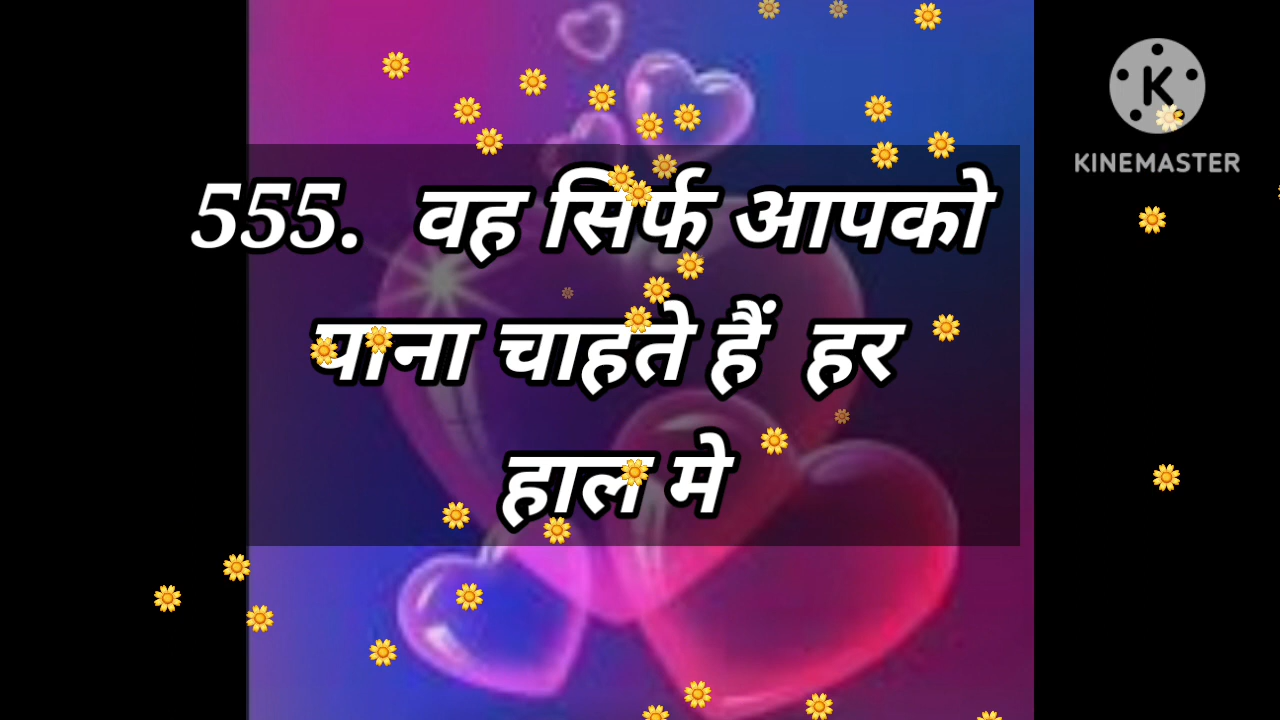 555. वह सिर्फ आपको
पाना चाहते हैं हर
हाल मे
KINEMASTER